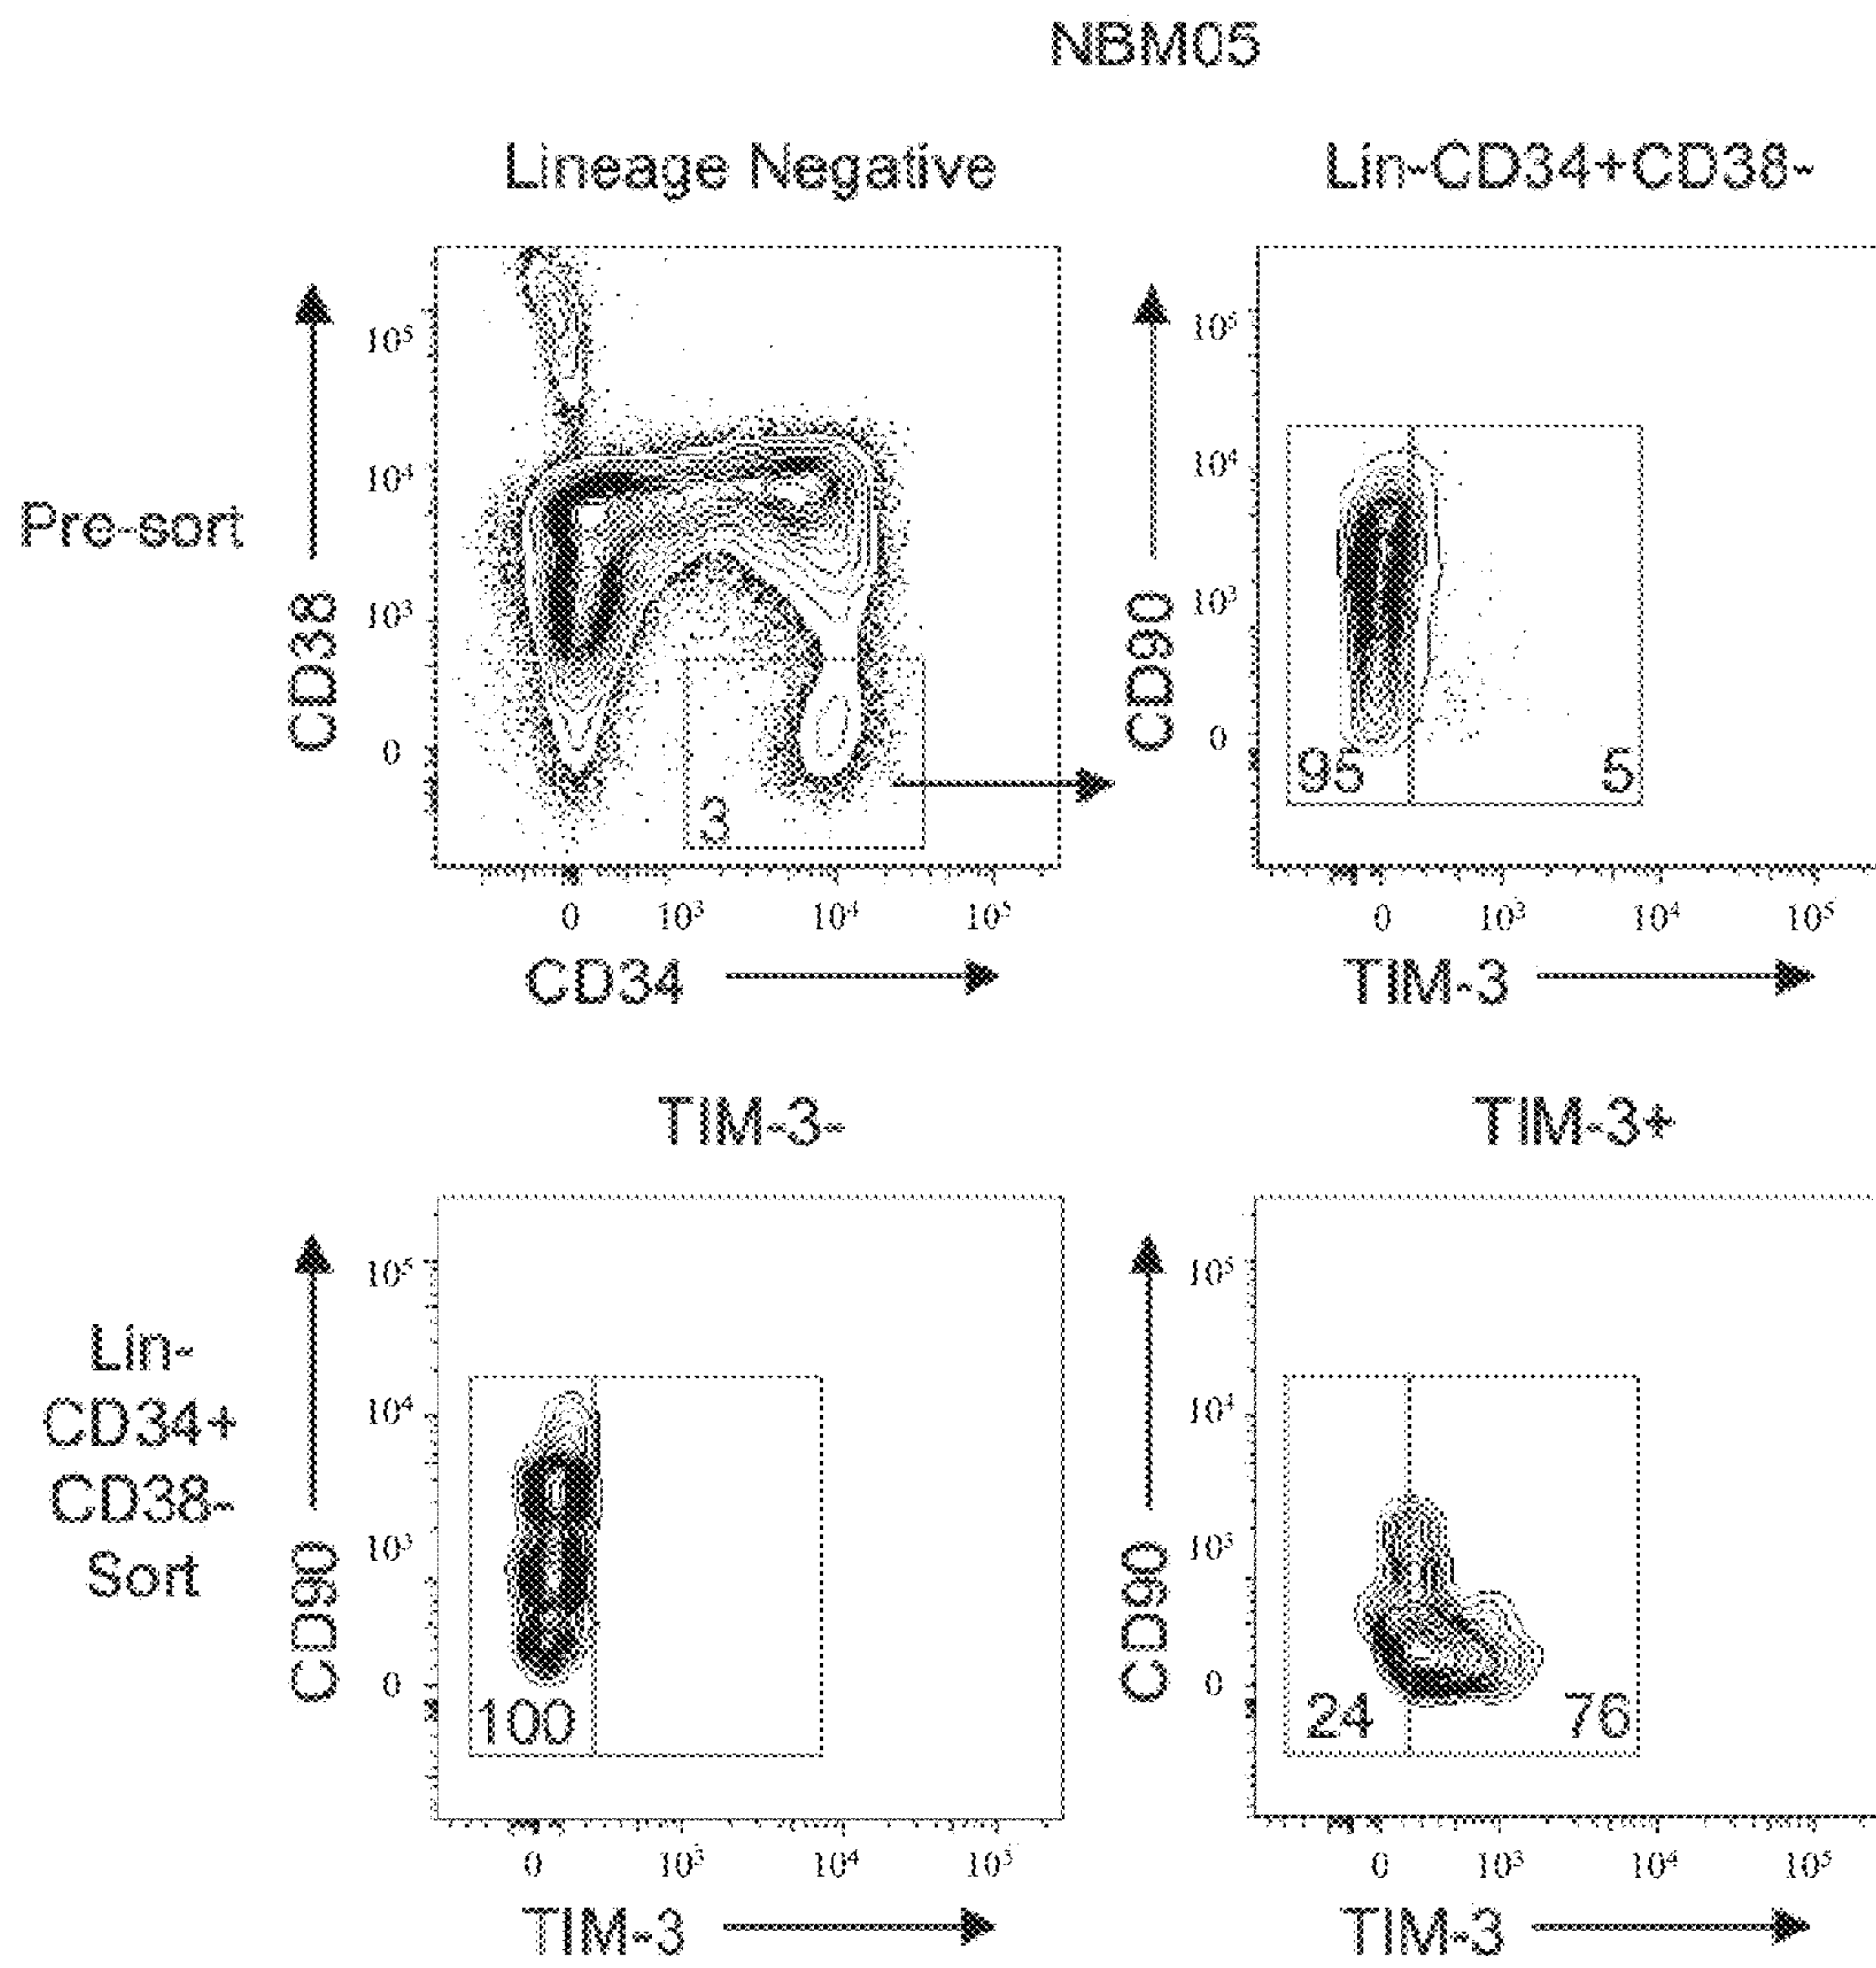 NBM05
Lineage Negative
Lin-CD34+CD38-
Pre-sort
CD38
10⁵
10⁴
10³
0
3
0 10³ 10⁴ 10⁵
CD34
CD90
10⁵
10⁴
10³
0
95 5
0 10³ 10⁴ 10⁵
TIM-3
TIM-3-
TIM-3+
Lin-
CD34+
CD38-
Sort
CD90
10⁵
10⁴
10³
0
100
0 10³ 10⁴ 10⁵
TIM-3
CD90
10⁵
10⁴
10³
0
24 76
0 10³ 10⁴ 10⁵
TIM-3